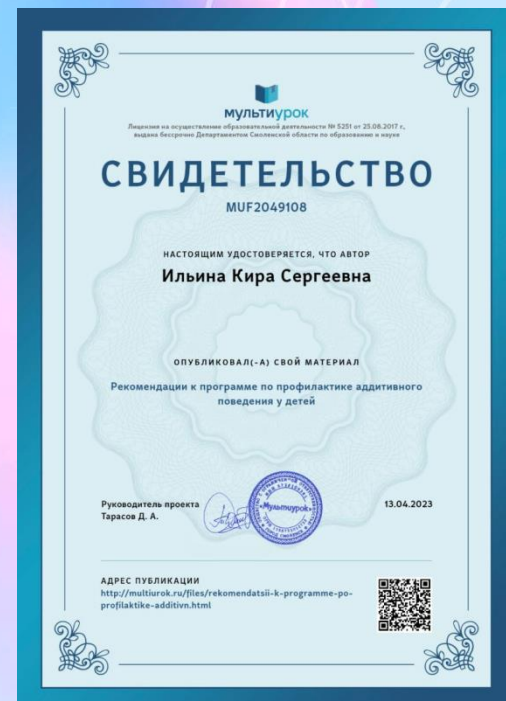 мультиурок
Лицензия на осуществление образовательной деятельности № 5251 от 25.08.2017 г.,
выдана бессрочно Департаментом Смоленской области по образованию и науке
СВИДЕТЕЛЬСТВО
MUF2049108
НАСТОЯЩИМ УДОСТОВЕРЯЕТСЯ, ЧТО АВТОР
Ильина Кира Сергеевна
ОПУБЛИКОВАЛ(-А) СВОЙ МАТЕРИАЛ
Рекомендации к программе по профилактике аддитивного
поведения у детей
Руководитель проекта
Тарасов Д. А.
«Мультиурок»
13.04.2023
АДРЕС ПУБЛИКАЦИИ
http://multiurok.ru/files/rekomendatsii-k-programme-po-
profilaktike-additivn.html